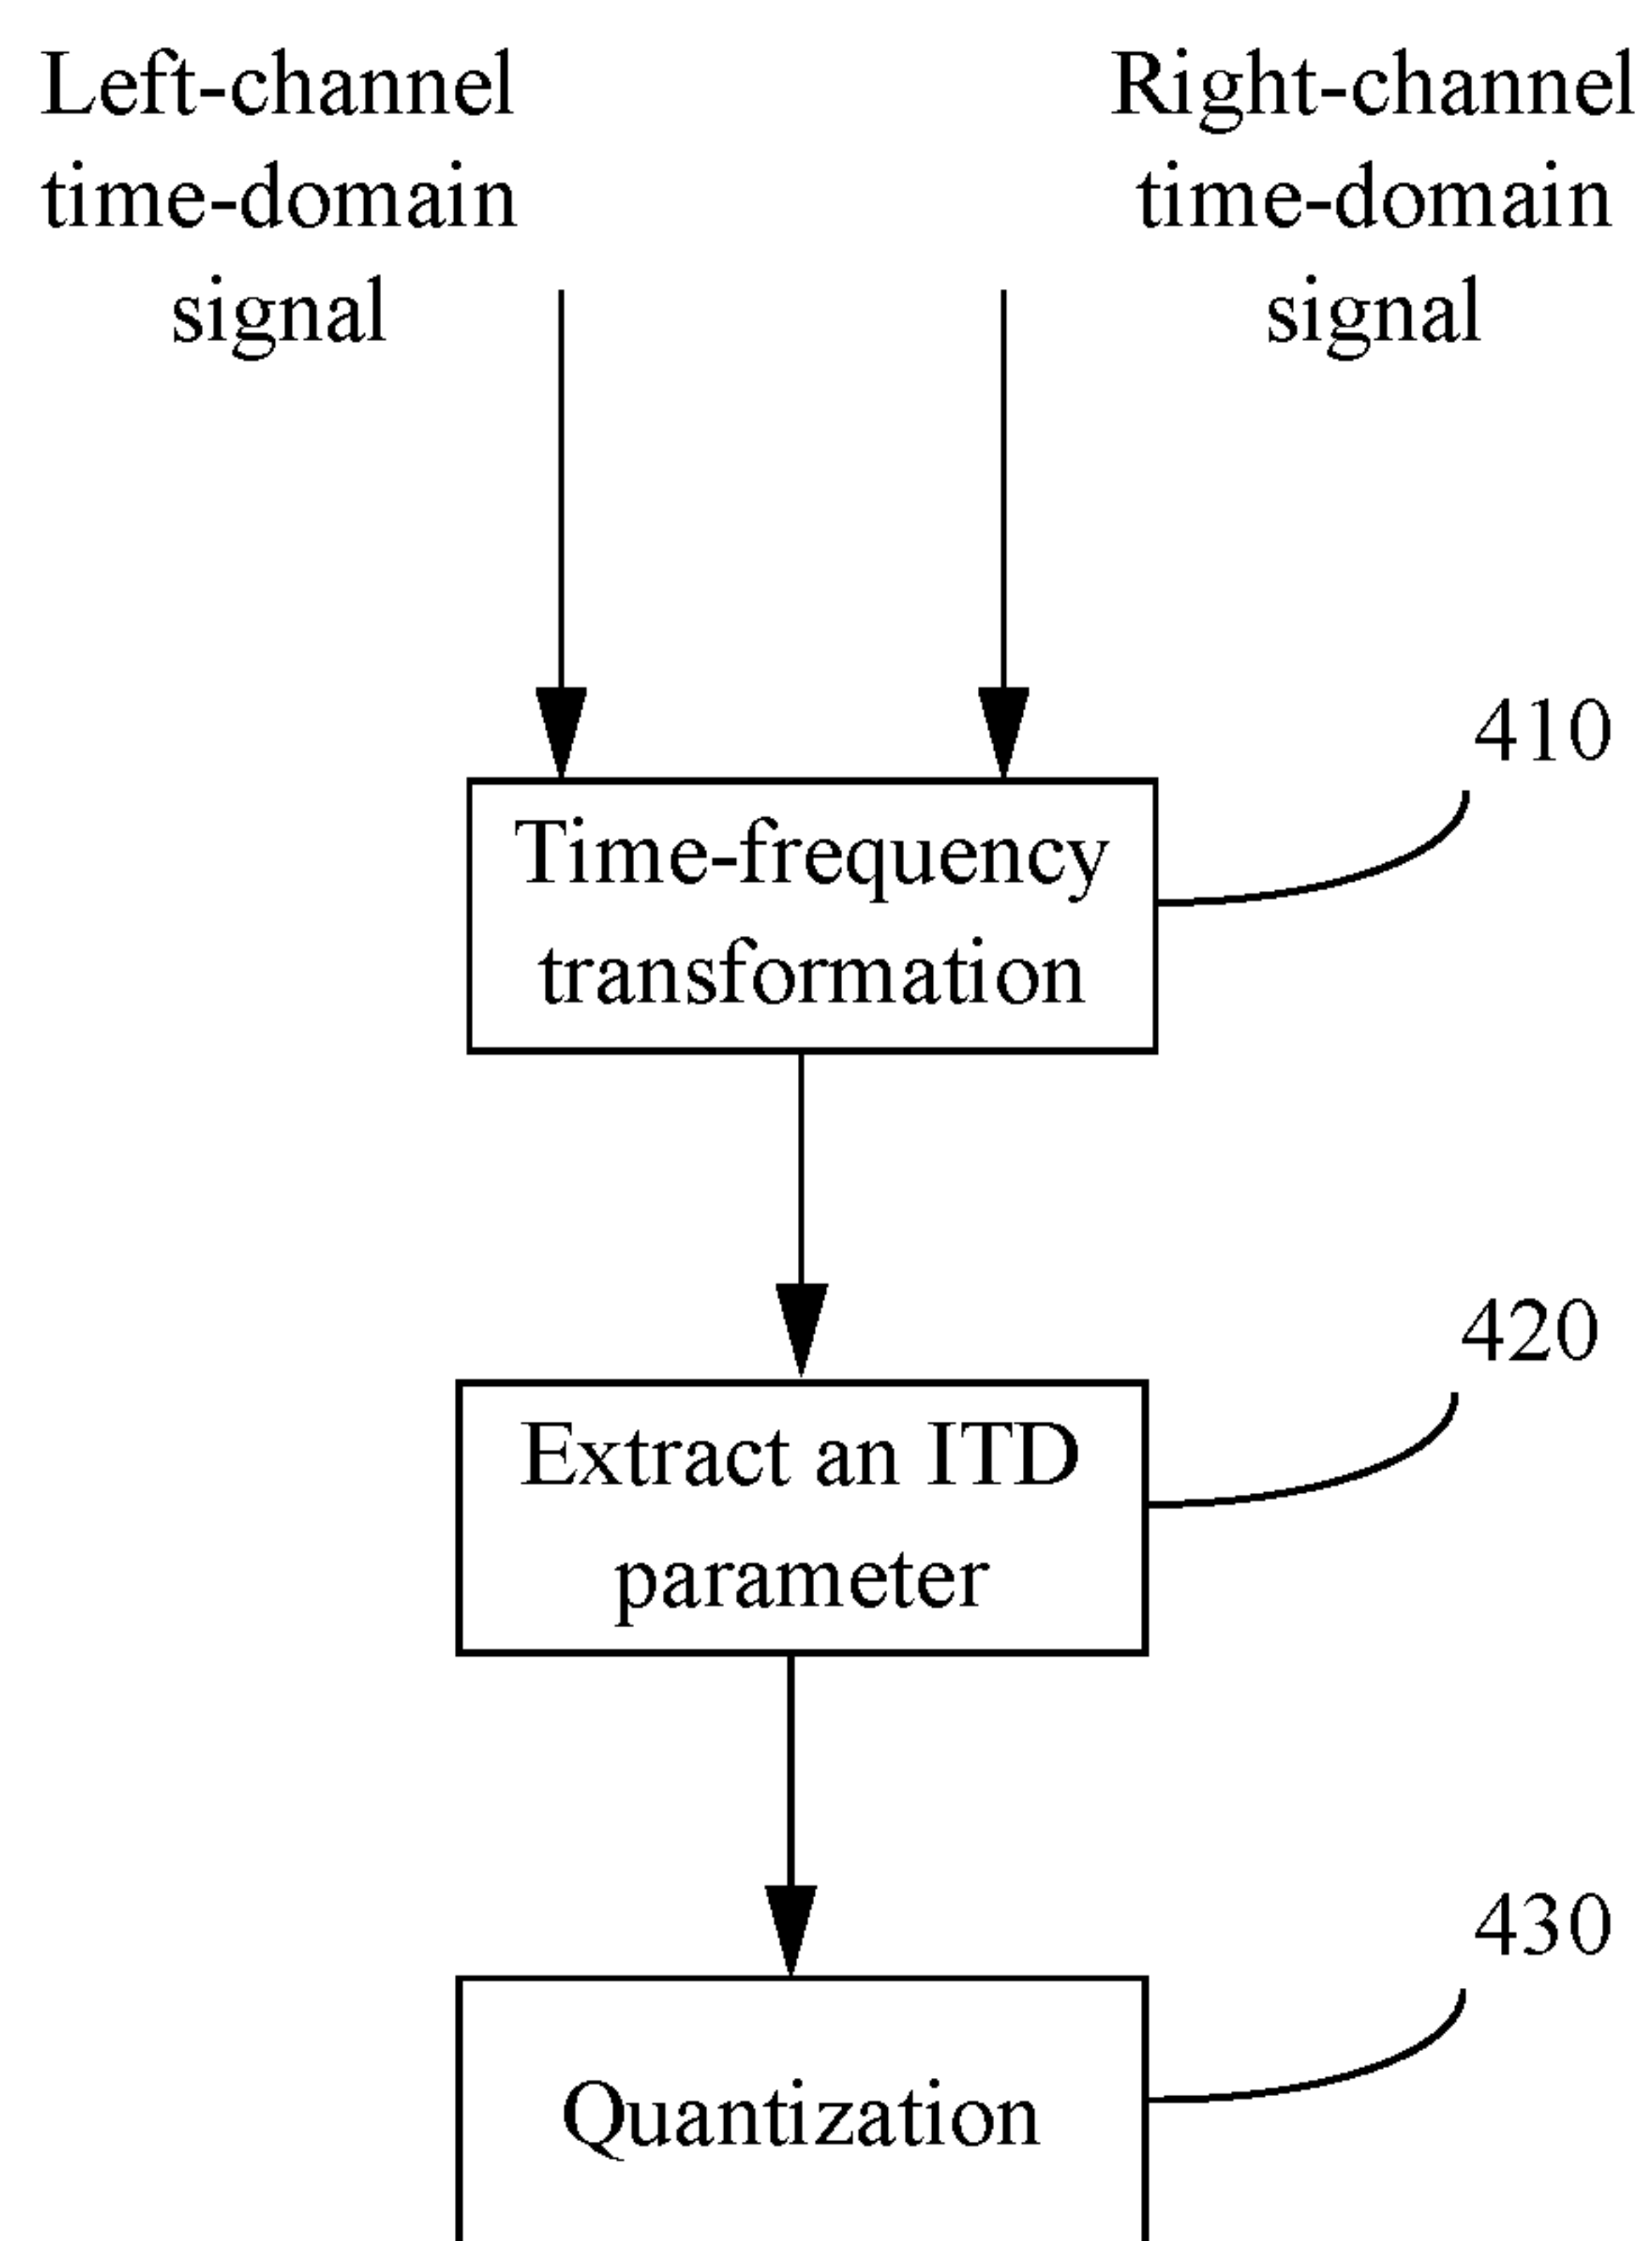 Left-channel
time-domain
signal
Right-channel
time-domain
signal
410
Time-frequency
transformation
420
Extract an ITD
parameter
430
Quantization